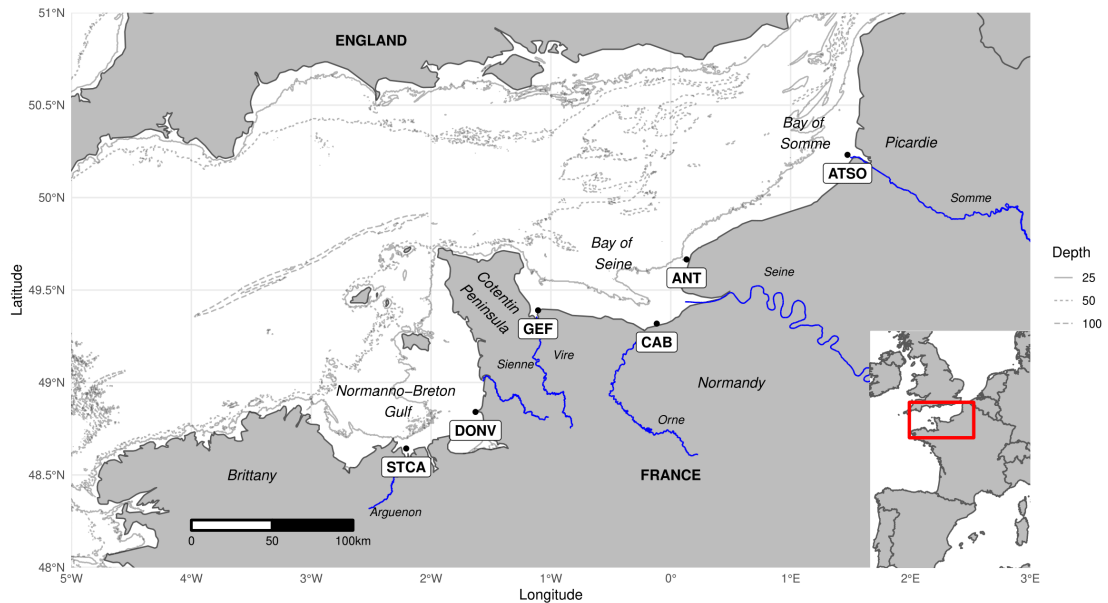 51°N
50.5°N
50°N
49.5°N
49°N
48.5°N
48°N
Latitude
ENGLAND
Bay of
Somme
Picardie
ATSO
Somme
Bay of
Seine
ANT
Seine
Cotentin
Peninsula
GEF
CAB
Sienne
Vire
Normanno–Breton
Gulf
Normandy
DONV
Orne
STCA
Brittany
FRANCE
Arguenon
0
50
100km
5°W
4°W
3°W
2°W
1°W
0°
1°E
2°E
3°E
Longitude
Depth
25
50
100